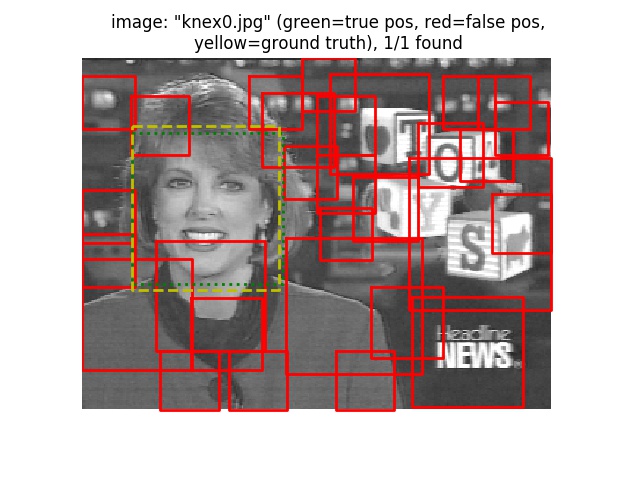 image: "knex0.jpg" (green=true pos, red=false pos,
yellow=ground truth), 1/1 found
T
O
Y
S
Headline
NEWS